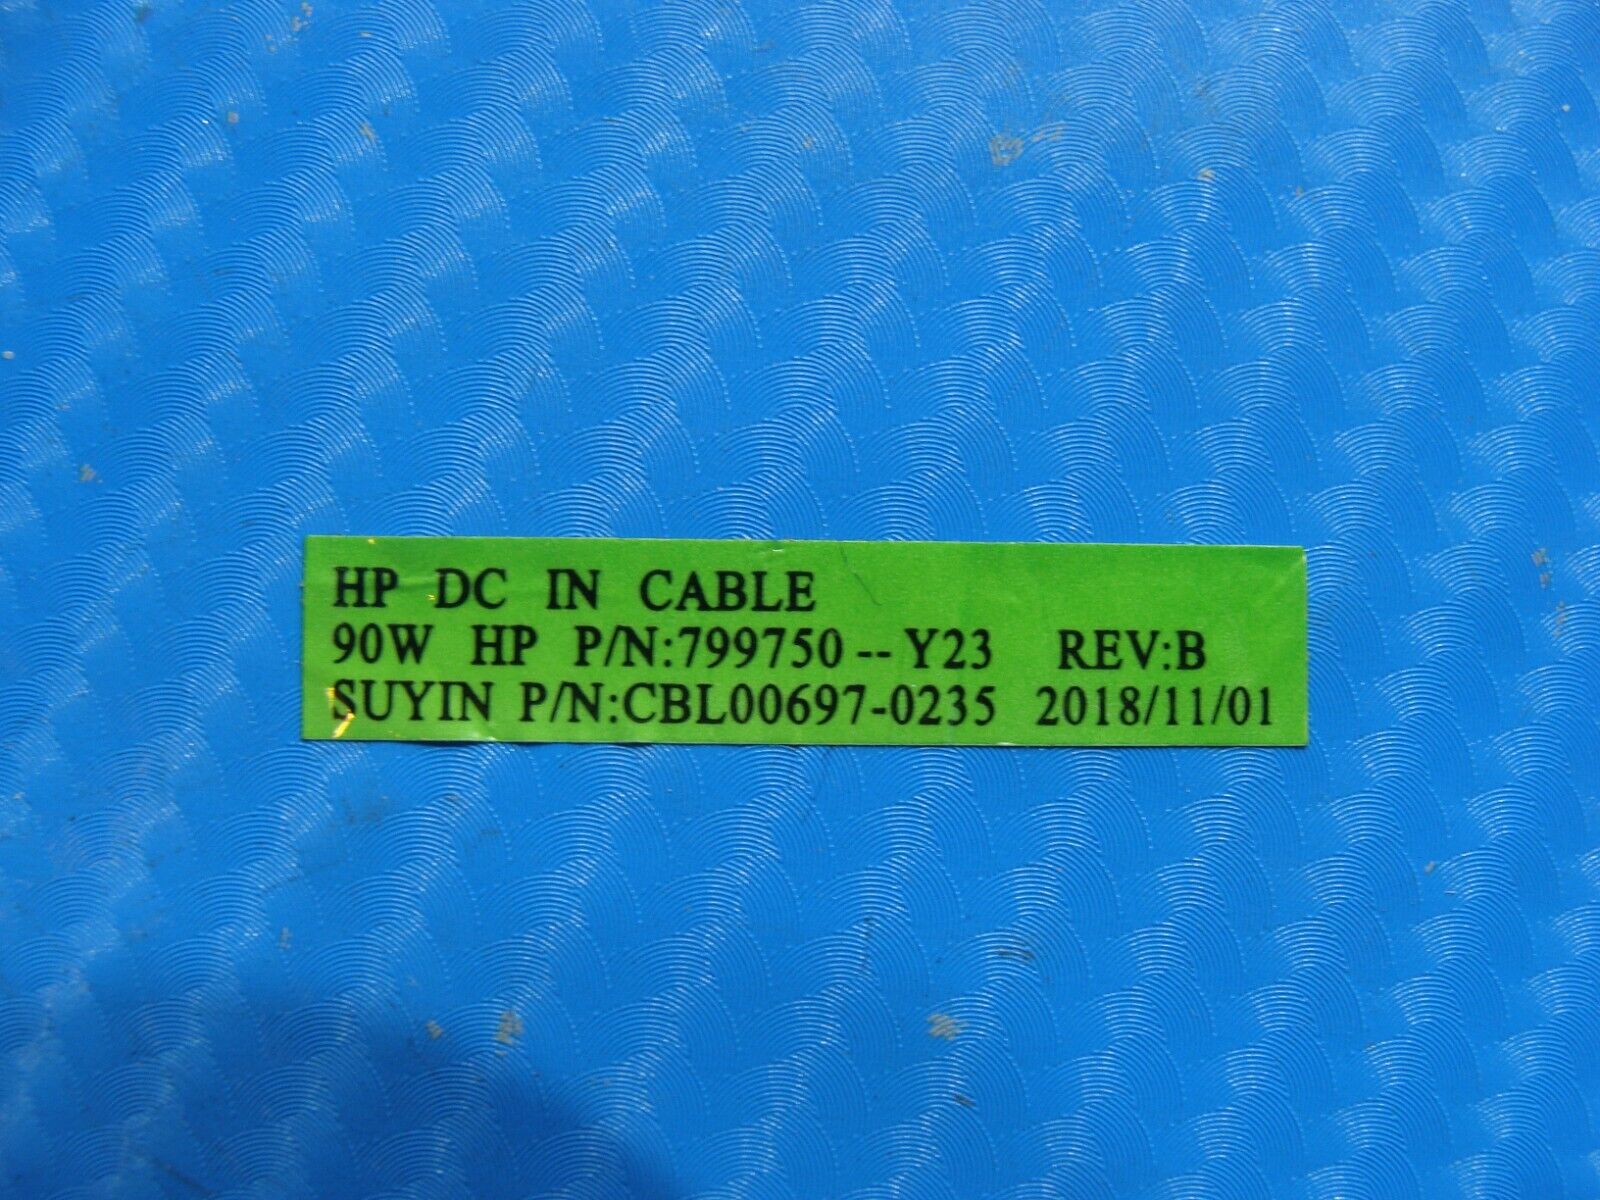 HP DC IN CABLE
90W HP P/N:799750--Y23 REV:B
SUYIN P/N:CBL00697-0235 2018/11/01